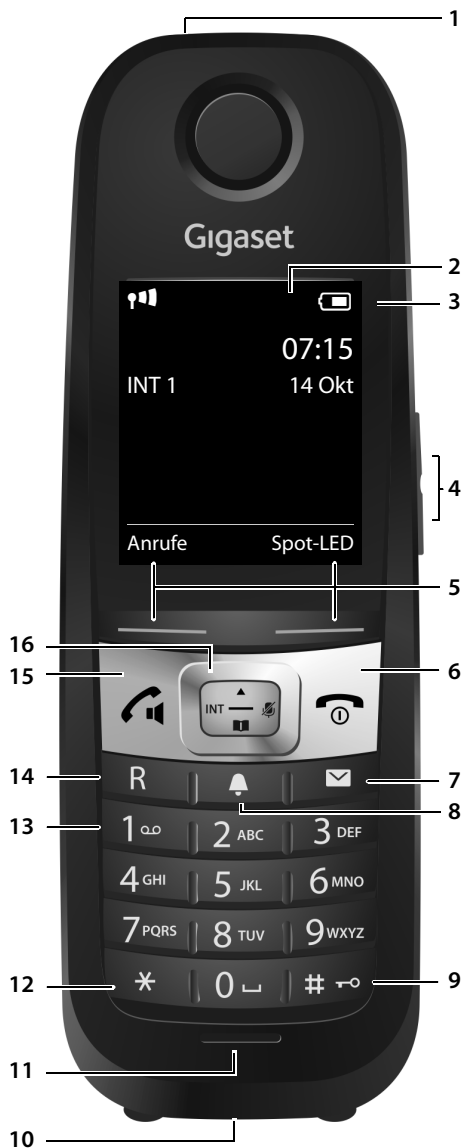 1
Gigaset
2
3
07:15
INT 1 14 Okt
4
Anrufe Spot-LED
5
16
15 6
INT
14 R 7
8
13 1 2 ABC 3 DEF
4 GHI 5 JKL 6 MNO
7 PQRS 8 TUV 9 WXYZ
12 * 0 # 9
11
10